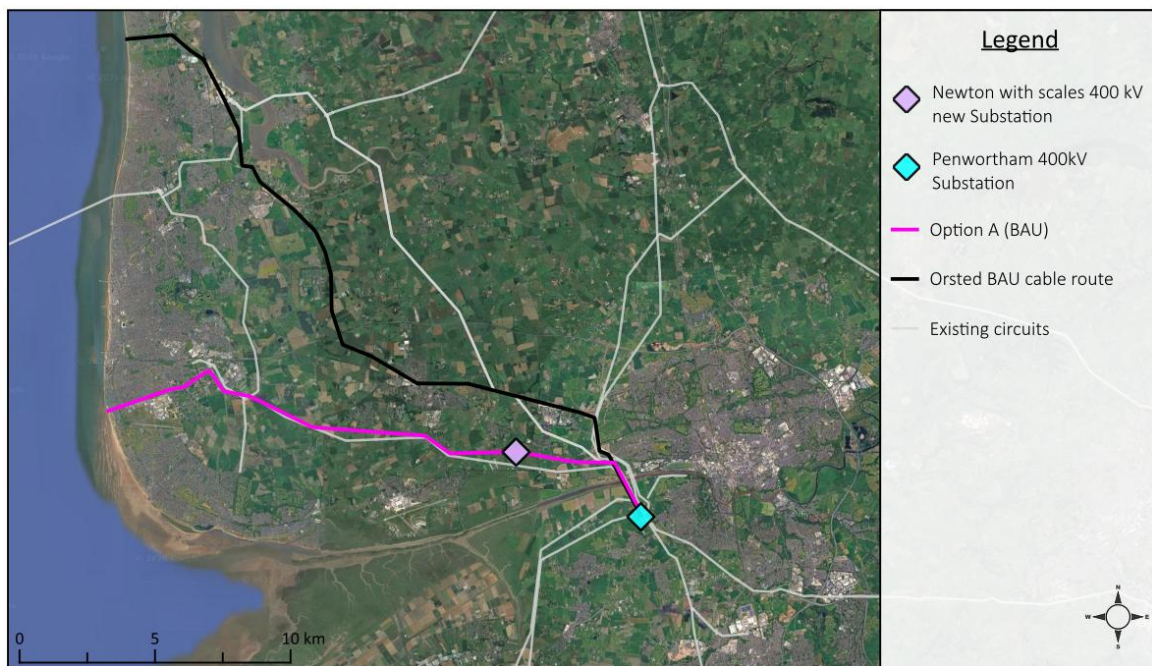 Legend
Newton with scales 400 kV
new Substation
Penwortham 400kV
Substation
Option A (BAU)
Orsted BAU cable route
Existing circuits
0 5 10 km
N
W E
S